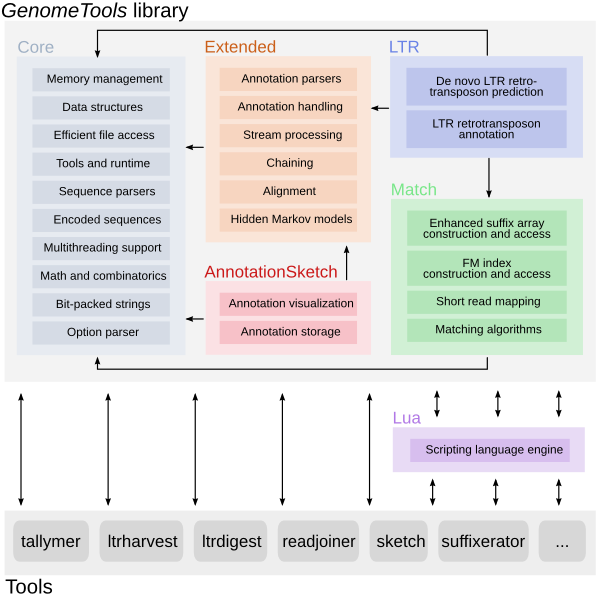 GenomeTools library
Core
Memory management
Data structures
Efficient file access
Tools and runtime
Sequence parsers
Encoded sequences
Multithreading support
Math and combinatorics
Bit-packed strings
Option parser
Extended
Annotation parsers
Annotation handling
Stream processing
Chaining
Alignment
Hidden Markov models
AnnotationSketch
Annotation visualization
Annotation storage
LTR
De novo LTR retro-
transposon prediction
LTR retrotransposon
annotation
Match
Enhanced suffix array
construction and access
FM index
construction and access
Short read mapping
Matching algorithms
Lua
Scripting language engine
tallymer
ltrharvest
ltrdigest
readjoiner
sketch
suffixerator
...
Tools